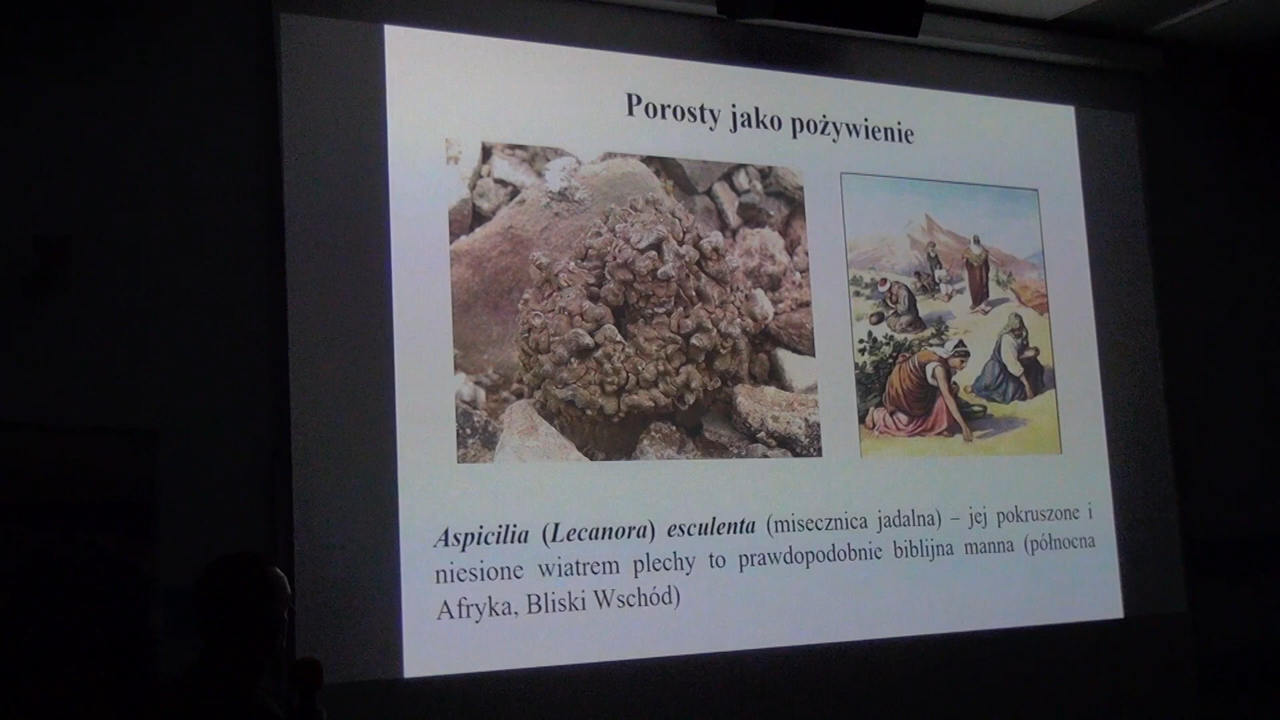 Porosty jako pożywienie
Aspicilia (Lecanora) esculenta (misecznica jadalna) – jej pokruszone i
niesione wiatrem plechy to prawdopodobnie biblijna manna (północna
Afryka, Bliski Wschód)